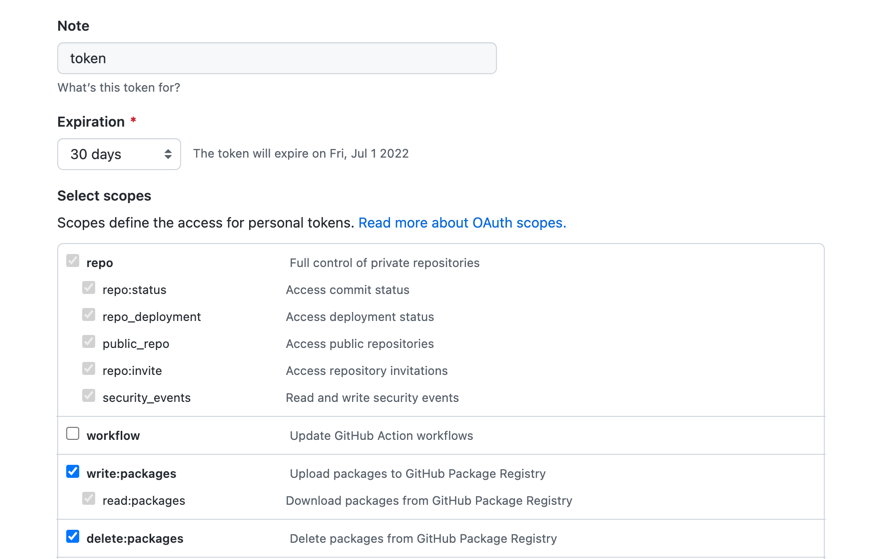 Note
token
What's this token for?
Expiration *
30 days The token will expire on Fri, Jul 1 2022
Select scopes
Scopes define the access for personal tokens. Read more about OAuth scopes.
repo Full control of private repositories
repo:status Access commit status
repo_deployment Access deployment status
public_repo Access public repositories
repo:invite Access repository invitations
security_events Read and write security events
workflow Update GitHub Action workflows
write:packages Upload packages to GitHub Package Registry
read:packages Download packages from GitHub Package Registry
delete:packages Delete packages from GitHub Package Registry